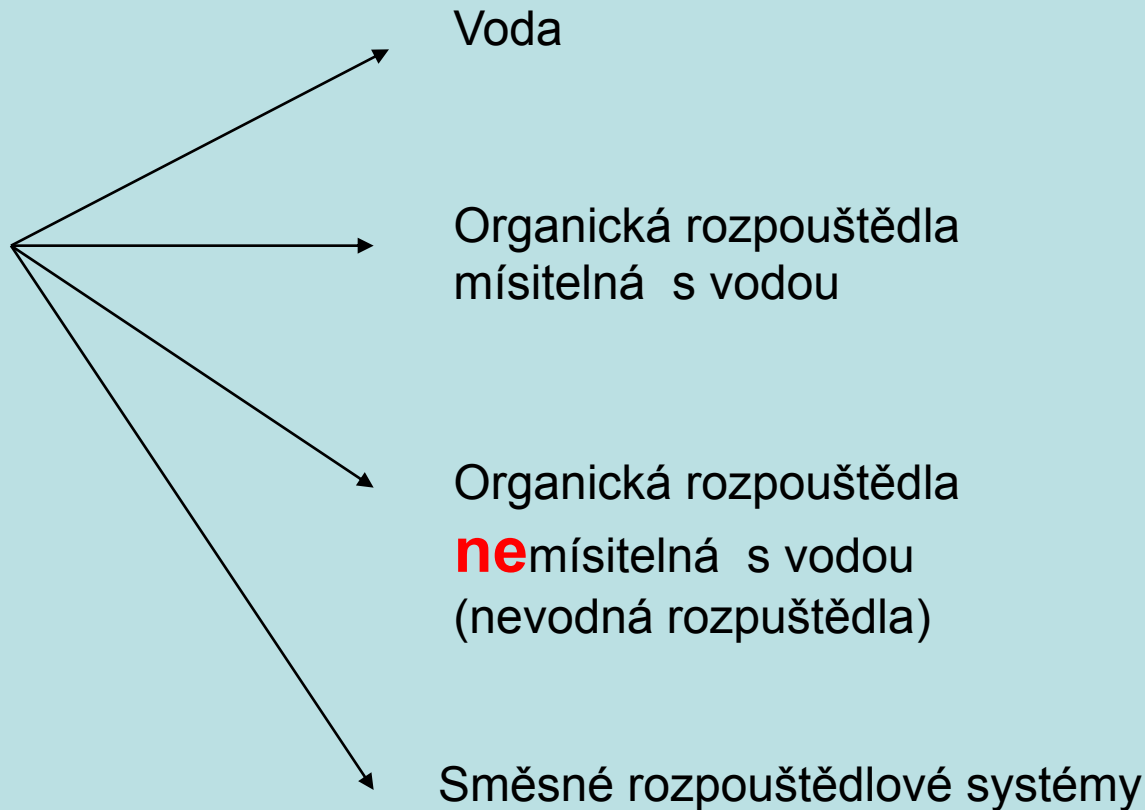 Voda
Organická rozpouštědla
mísitelná  s vodou
Organická rozpouštědla
nemísitelná  s vodou
(nevodná rozpuštědla)
Směsné rozpouštědlové systémy